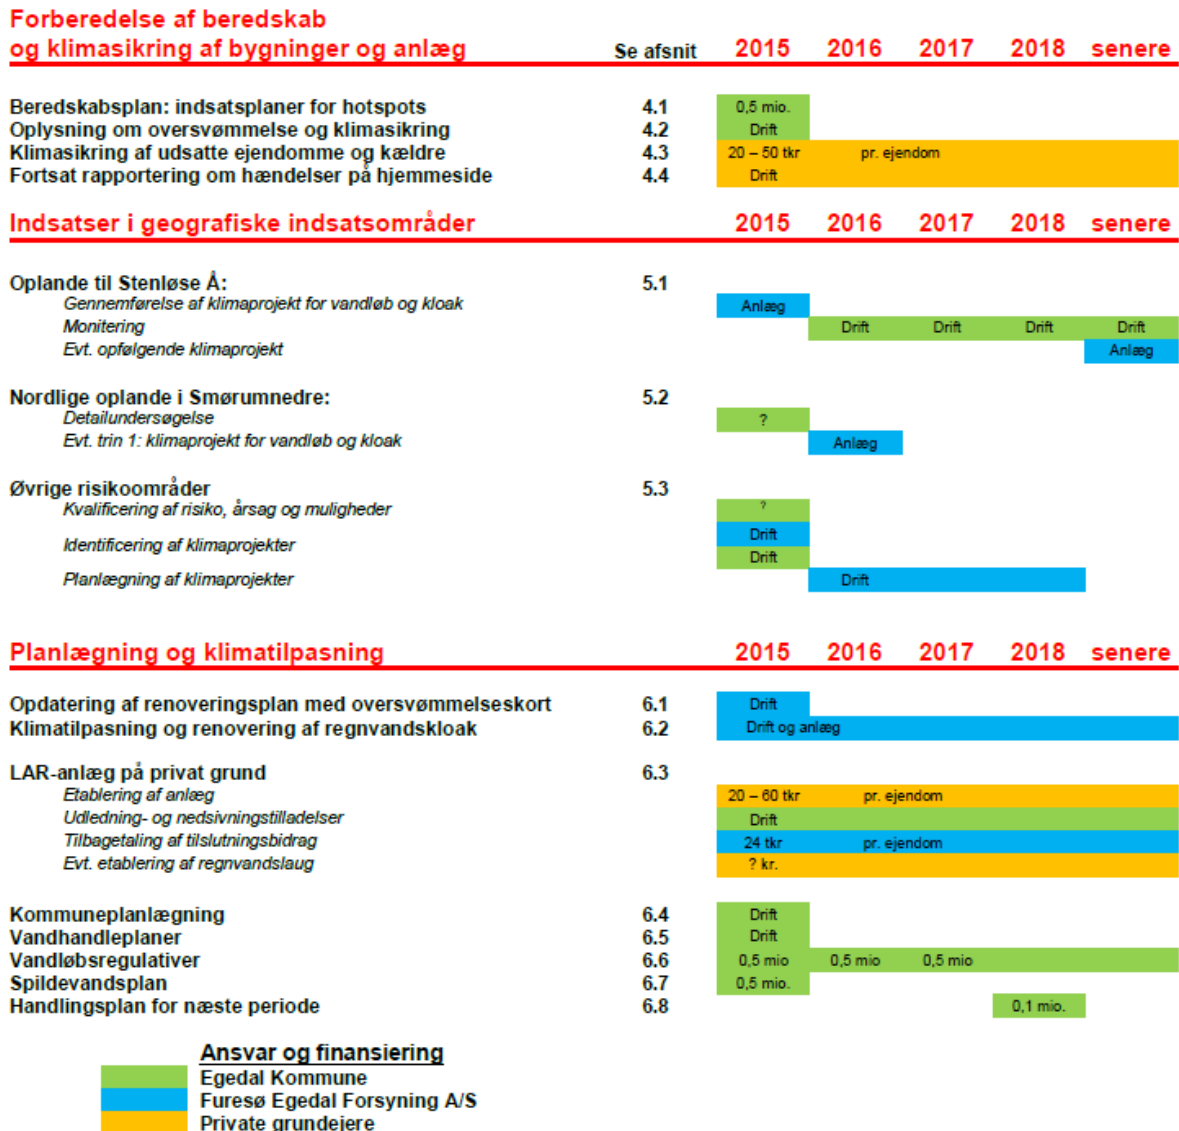 Forberedelse af beredskab
og klimasikring af bygninger og anlæg Se afsnit 2015 2016 2017 2018 senere
Beredskabsplan: indsatsplaner for hotspots 4.1 0,5 mio.
Oplysning om oversvømmelse og klimasikring 4.2 Drift
Klimasikring af udsatte ejendomme og kældre 4.3 20 – 50 tkr pr. ejendom
Fortsat rapportering om hændelser på hjemmeside 4.4 Drift
Indsatser i geografiske indsatsområder 2015 2016 2017 2018 senere
Oplande til Stenløse Å: 5.1
Gennemførelse af klimaprojekt for vandløb og kloak Anlæg
Monitering Drift Drift Drift Drift
Evt. opfølgende klimaprojekt Anlæg
Nordlige oplande i Smørumnedre: 5.2
Detailundersøgelse ?
Evt. trin 1: klimaprojekt for vandløb og kloak Anlæg
Øvrige risikoområder 5.3
Kvalificering af risiko, årsag og muligheder ?
Identificering af klimaprojekter Drift
Drift
Planlægning af klimaprojekter Drift
Planlægning og klimatilpasning 2015 2016 2017 2018 senere
Opdatering af renoveringsplan med oversvømmelseskort 6.1 Drift
Klimatilpasning og renovering af regnvandskloak 6.2 Drift og anlæg
LAR-anlæg på privat grund 6.3
Etablering af anlæg 20 – 60 tkr pr. ejendom
Udledning- og nedsivningstilladelser Drift
Tilbagetaling af tilslutningsbidrag 24 tkr pr. ejendom
Evt. etablering af regnvandslaug ? kr.
Kommuneplanlægning 6.4 Drift
Vandhandleplaner 6.5 Drift
Vandløbsregulativer 6.6 0,5 mio 0,5 mio 0,5 mio
Spildevandsplan 6.7 0,5 mio.
Handlingsplan for næste periode 6.8 0,1 mio.
Ansvar og finansiering
Egedal Kommune
Furesø Egedal Forsyning A/S
Private grundejere